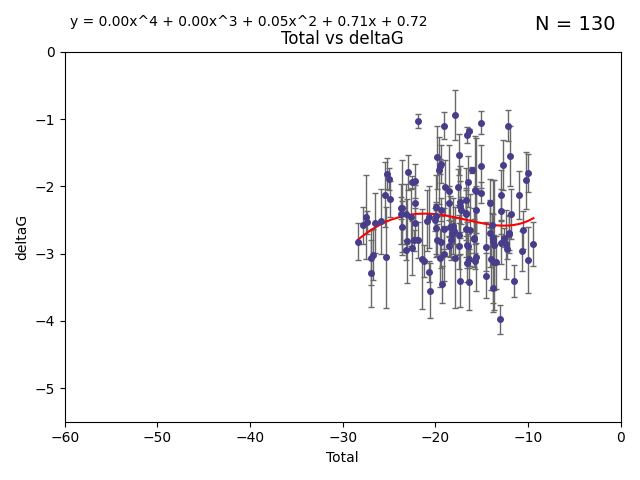 y = 0.00x^4 + 0.00x^3 + 0.05x^2 + 0.71x + 0.72
N = 130
Total vs deltaG
0
−1
−2
−3
−4
−5
deltaG
−60 −50 −40 −30 −20 −10 0
Total